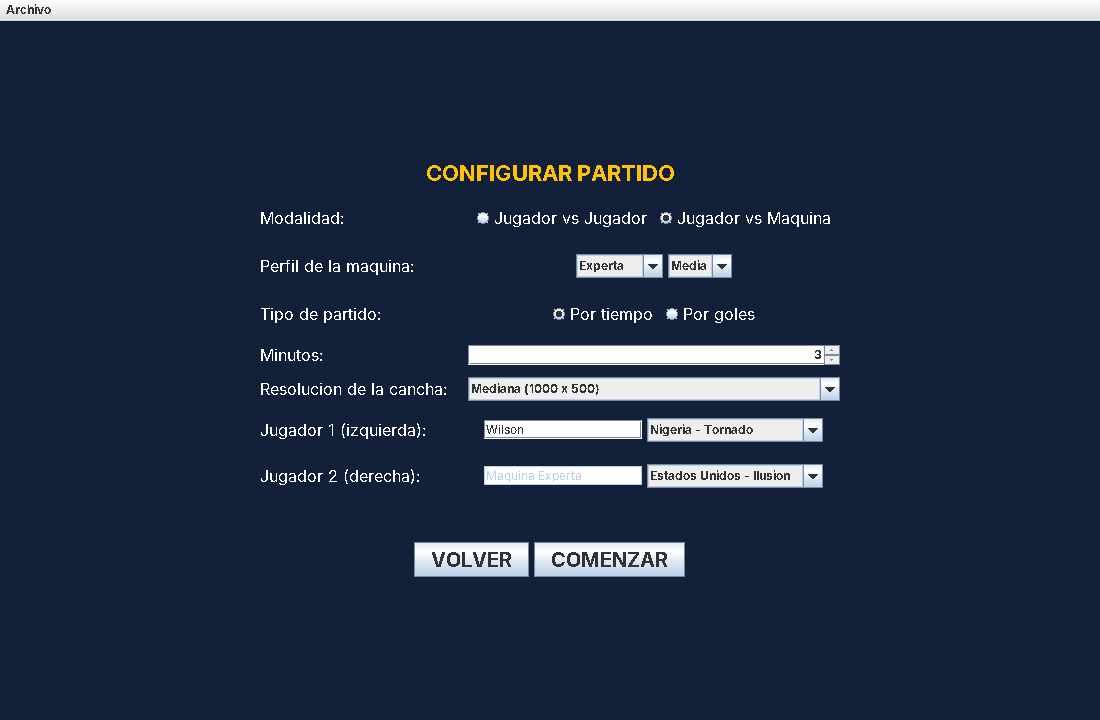 Archivo
CONFIGURAR PARTIDO
Modalidad: Jugador vs Jugador Jugador vs Maquina
Perfil de la maquina: Experta Media
Tipo de partido: Por tiempo Por goles
Minutos: 3
Resolucion de la cancha: Mediana (1000 x 500)
Jugador 1 (izquierda): Wilson Nigeria - Tornado
Jugador 2 (derecha): Maquina Experta Estados Unidos - Ilusion
VOLVER COMENZAR